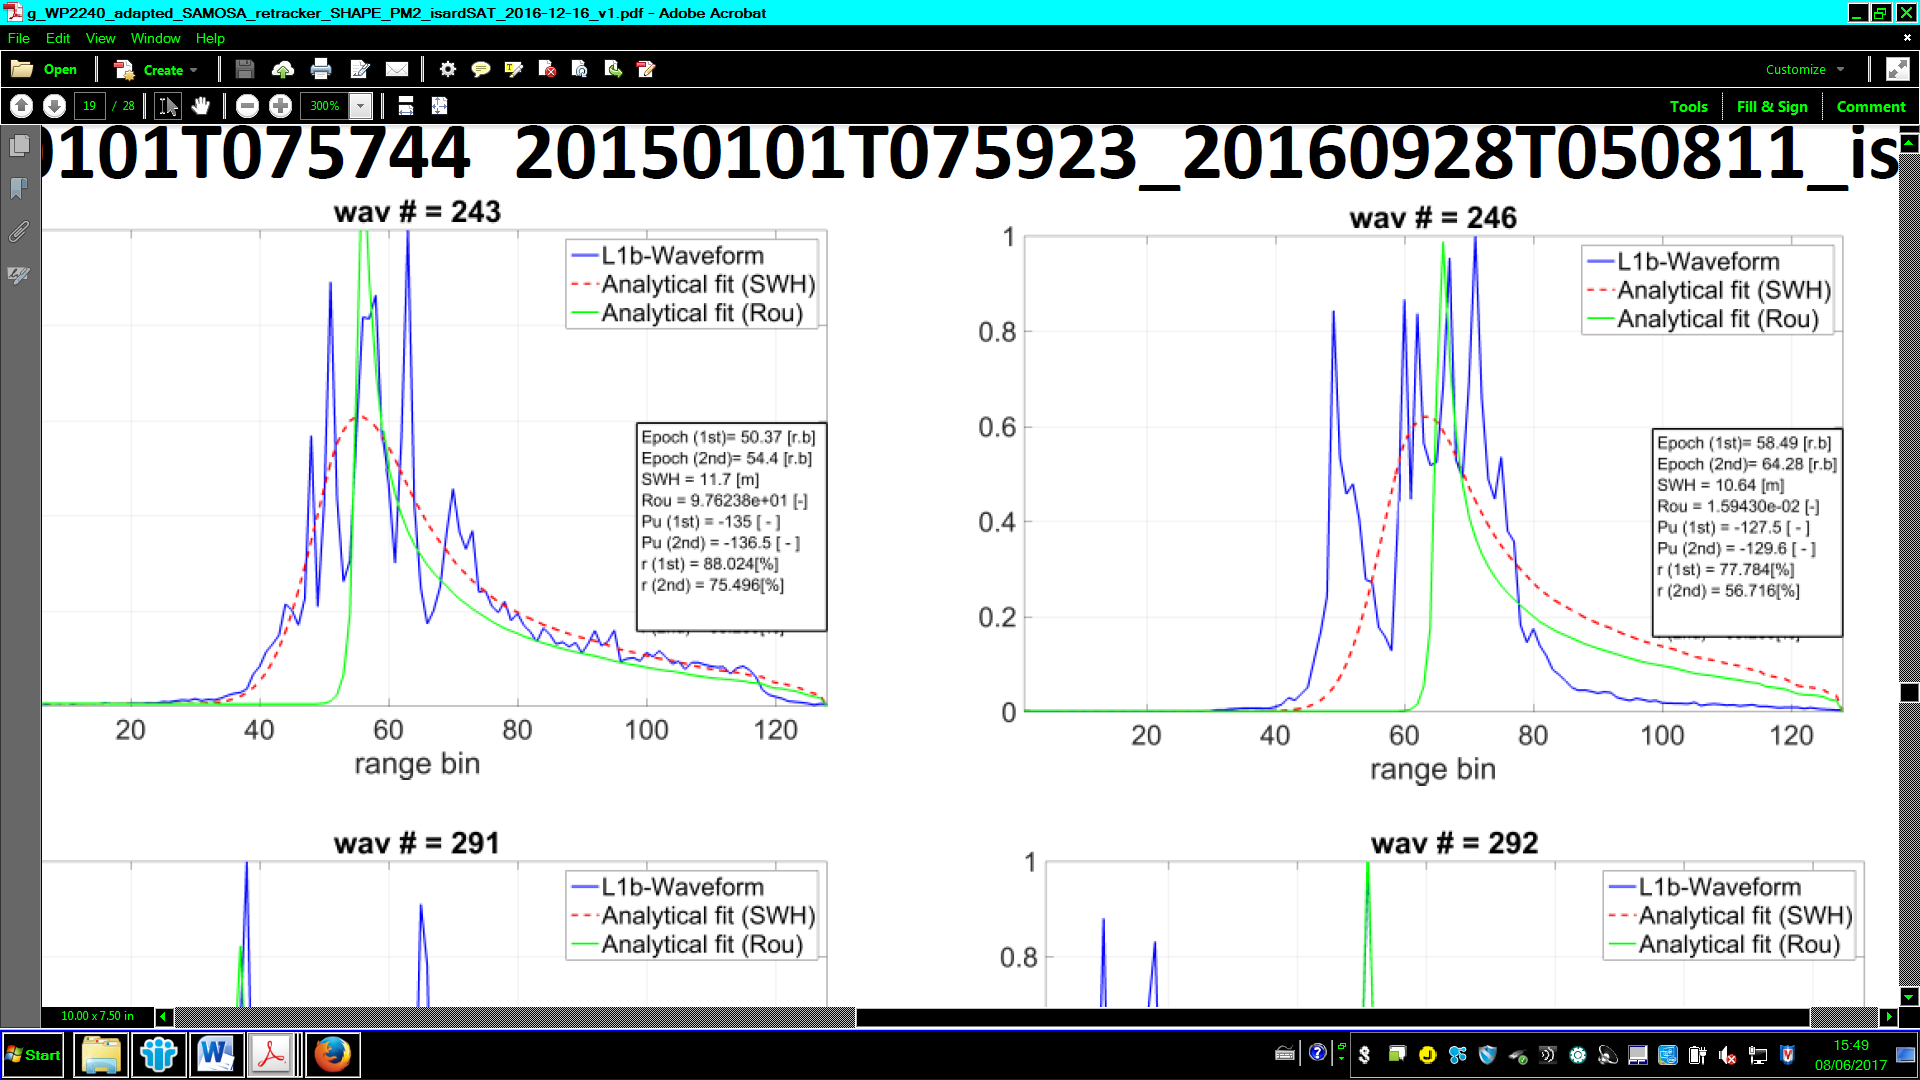 g_WP2240_adapted_SAMOSA_retracker_SHAPE_PM2_isardSAT_2016-12-16_v1.pdf - Adobe Acrobat
File Edit View Window Help
Open Create Customize
19 / 28 300% Tools Fill & Sign Comment
0101T075744 20150101T075923_20160928T050811_is
wav # = 243
L1b-Waveform
Analytical fit (SWH)
Analytical fit (Rou)
Epoch (1st)= 50.37 [r.b]
Epoch (2nd)= 54.4 [r.b]
SWH = 11.7 [m]
Rou = 9.76238e+01 [-]
Pu (1st) = -135 [ - ]
Pu (2nd) = -136.5 [ - ]
r (1st) = 88.024[%]
r (2nd) = 75.496[%]
20 40 60 80 100 120
range bin
wav # = 246
1
0.8
0.6
0.4
0.2
0
L1b-Waveform
Analytical fit (SWH)
Analytical fit (Rou)
Epoch (1st)= 58.49 [r.b]
Epoch (2nd)= 64.28 [r.b]
SWH = 10.64 [m]
Rou = 1.59430e-02 [-]
Pu (1st) = -127.5 [ - ]
Pu (2nd) = -129.6 [ - ]
r (1st) = 77.784[%]
r (2nd) = 56.716[%]
20 40 60 80 100 120
range bin
wav # = 291
L1b-Waveform
Analytical fit (SWH)
Analytical fit (Rou)
wav # = 292
1
0.8
L1b-Waveform
Analytical fit (SWH)
Analytical fit (Rou)
10.00 x 7.50 in
Start
15:49
08/06/2017